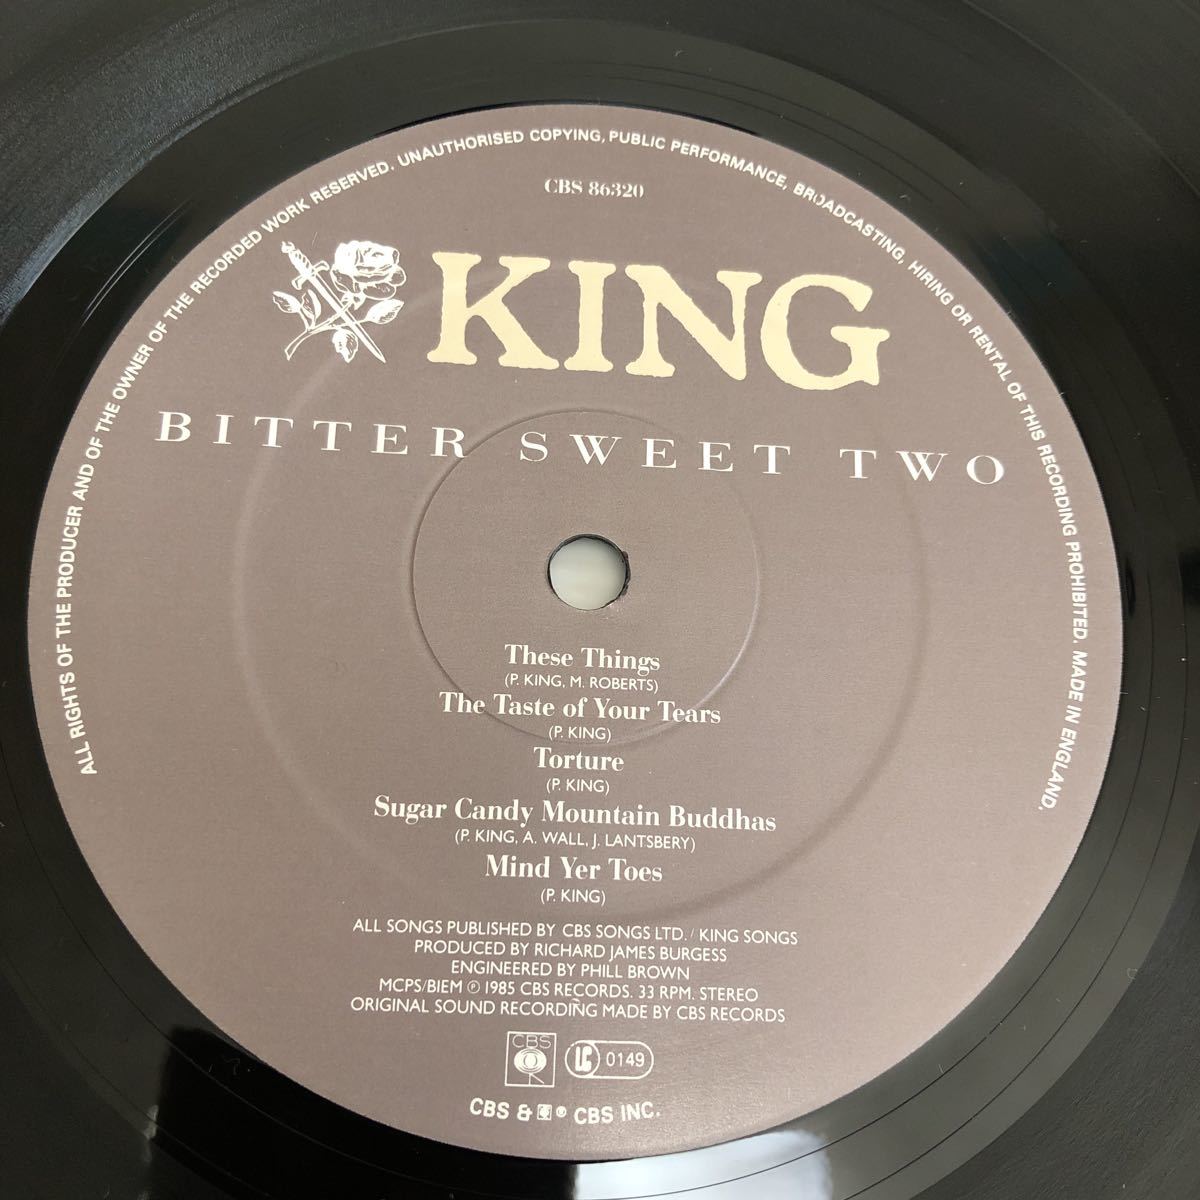 ALL RIGHTS OF THE PRODUCER AND OF THE OWNER OF THE RECORDED WORK RESERVED. UNAUTHORISED COPYING, PUBLIC PERFORMANCE, BROADCASTING, HIRING OR RENTAL OF THIS RECORDING PROHIBITED. MADE IN ENGLAND.
CBS 86320
KING
BITTER SWEET TWO
These Things
(P. KING, M. ROBERTS)
The Taste of Your Tears
(P. KING)
Torture
(P. KING)
Sugar Candy Mountain Buddhas
(P. KING, A. WALL, J. LANTSBERY)
Mind Yer Toes
(P. KING)
ALL SONGS PUBLISHED BY CBS SONGS LTD. / KING SONGS
PRODUCED BY RICHARD JAMES BURGESS
ENGINEERED BY PHILL BROWN
MCPS/BIEM ℗ 1985 CBS RECORDS. 33 RPM. STEREO
ORIGINAL SOUND RECORDING MADE BY CBS RECORDS
CBS
LC 0149
CBS & ® CBS INC.